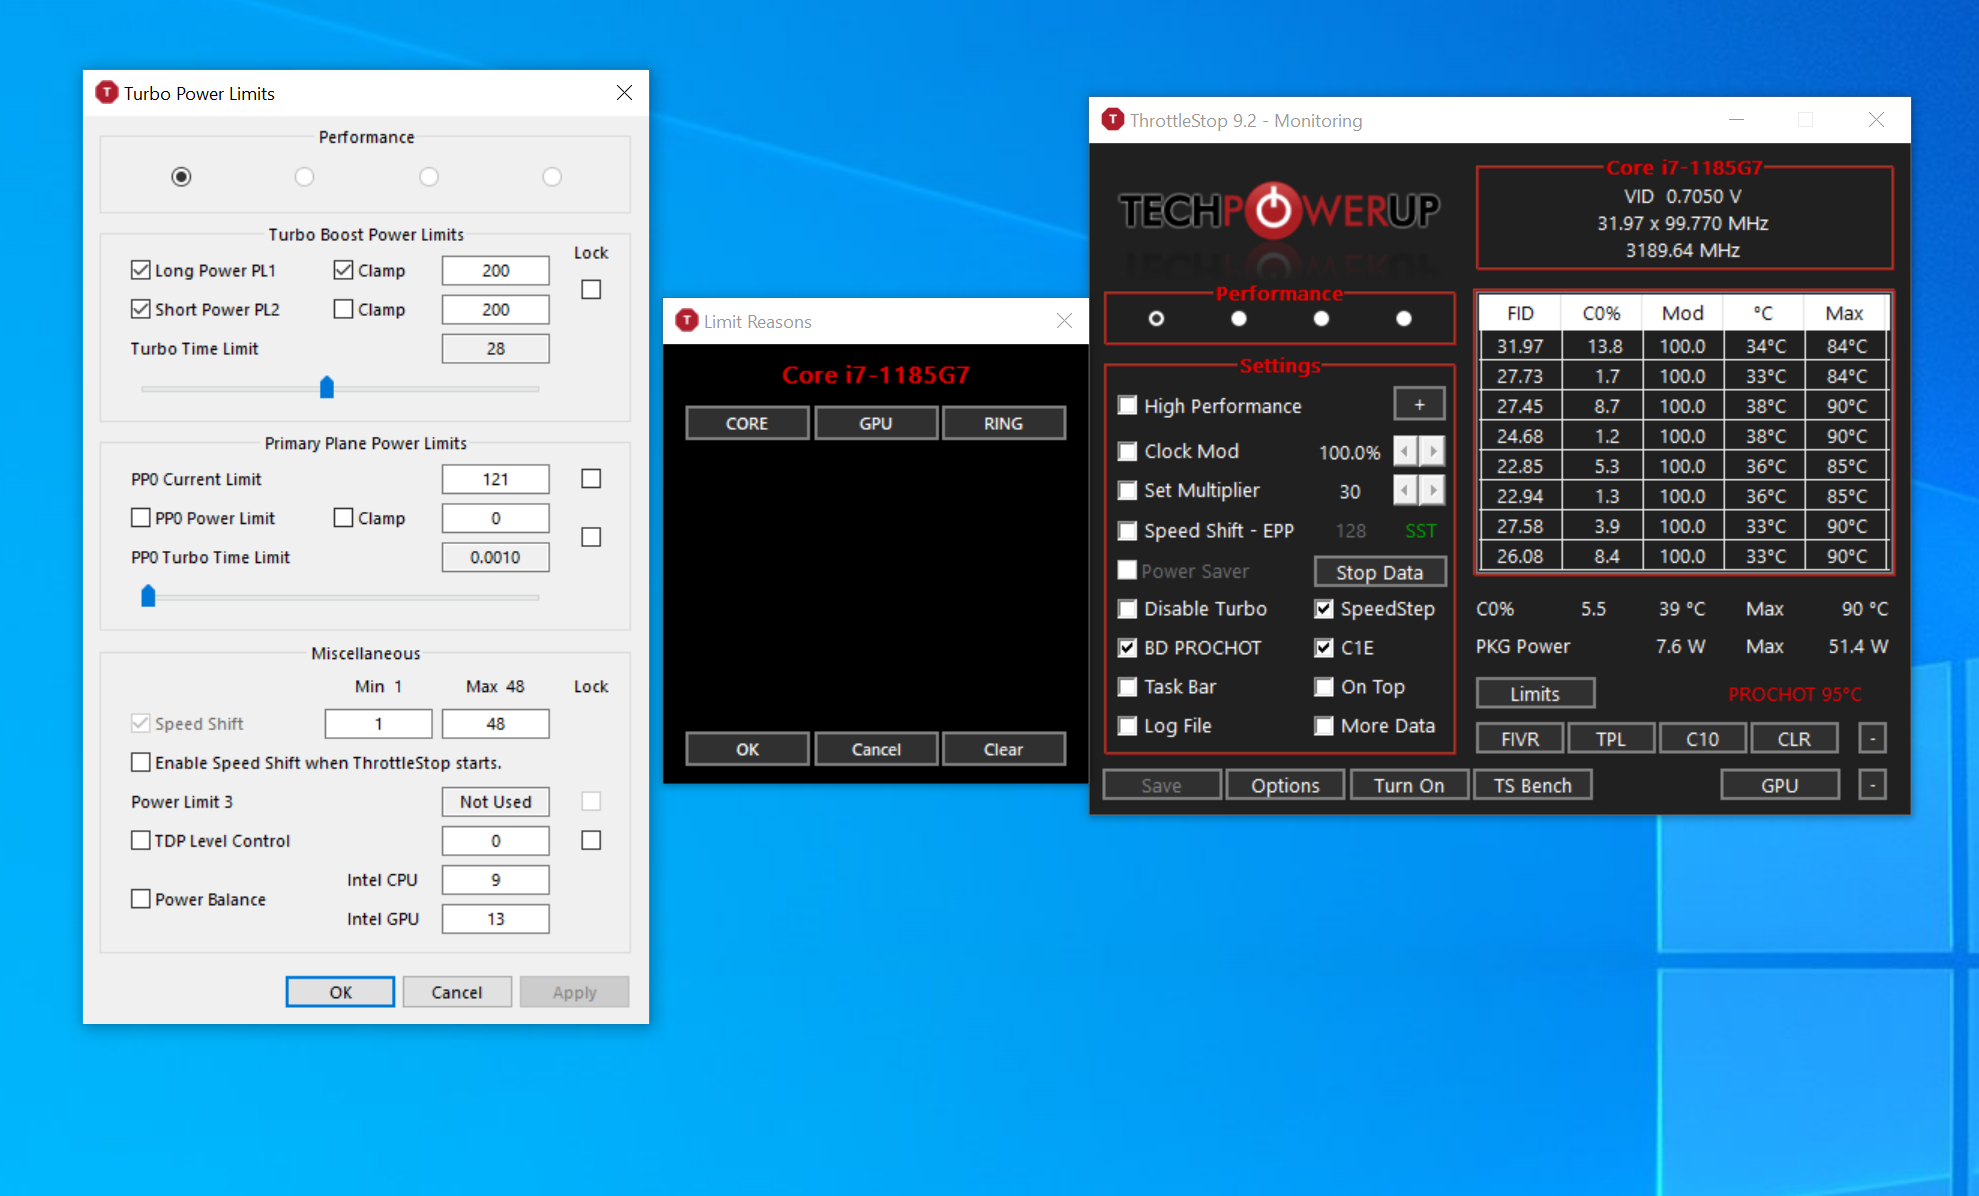 Turbo Power Limits
Performance
Turbo Boost Power Limits
Lock
Long Power PL1 Clamp 200
Short Power PL2 Clamp 200
Turbo Time Limit 28
Primary Plane Power Limits
PP0 Current Limit 121
PP0 Power Limit Clamp 0
PP0 Turbo Time Limit 0.0010
Miscellaneous
Min 1 Max 48 Lock
Speed Shift 1 48
Enable Speed Shift when ThrottleStop starts.
Power Limit 3 Not Used
TDP Level Control 0
Intel CPU 9
Power Balance
Intel GPU 13
OK Cancel Apply
Limit Reasons
Core i7-1185G7
CORE GPU RING
OK Cancel Clear
ThrottleStop 9.2 - Monitoring
TECHPOWERUP
Performance
Settings
High Performance +
Clock Mod 100.0%
Set Multiplier 30
Speed Shift - EPP 128 SST
Power Saver Stop Data
Disable Turbo SpeedStep
BD PROCHOT C1E
Task Bar On Top
Log File More Data
Save Options Turn On TS Bench
Core i7-1185G7
VID 0.7050 V
31.97 x 99.770 MHz
3189.64 MHz
FID C0% Mod °C Max
31.97 13.8 100.0 34°C 84°C
27.73 1.7 100.0 33°C 84°C
27.45 8.7 100.0 38°C 90°C
24.68 1.2 100.0 38°C 90°C
22.85 5.3 100.0 36°C 85°C
22.94 1.3 100.0 36°C 85°C
27.58 3.9 100.0 33°C 90°C
26.08 8.4 100.0 33°C 90°C
C0% 5.5 39 °C Max 90 °C
PKG Power 7.6 W Max 51.4 W
Limits PROCHOT 95°C
FIVR TPL C10 CLR -
GPU -